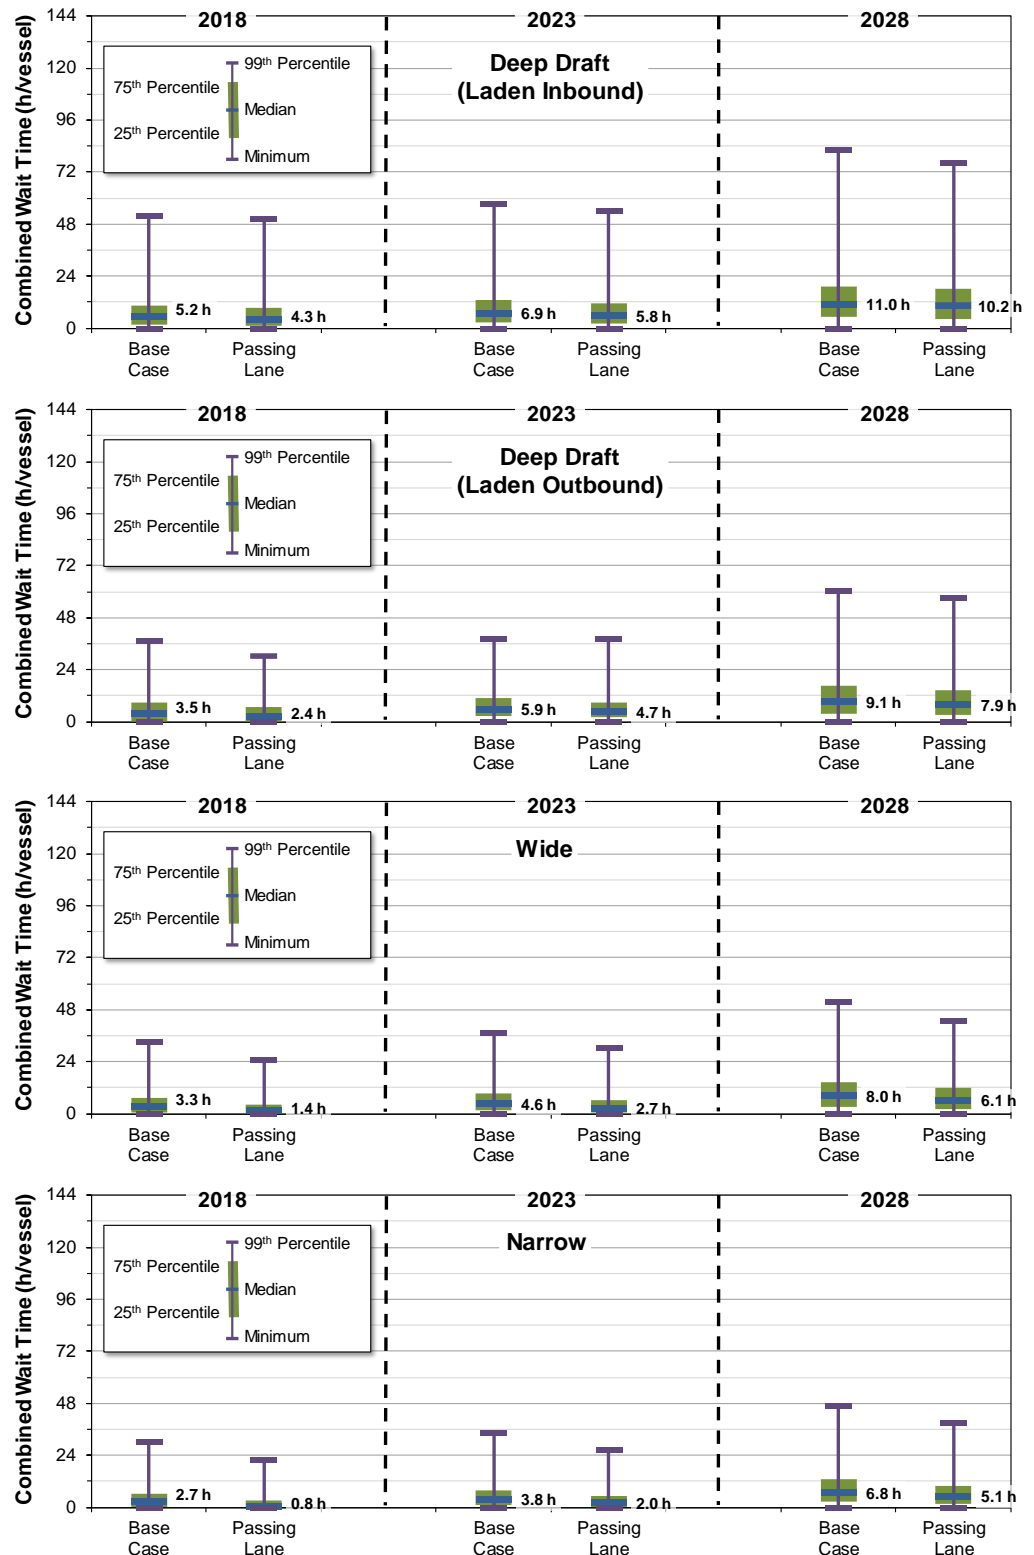 2018 2023 2028
Deep Draft
(Laden Inbound)
Combined Wait Time (h/vessel)
144
120
96
72
48
24
0
99th Percentile
75th Percentile
Median
25th Percentile
Minimum
5.2 h 4.3 h 6.9 h 5.8 h 11.0 h 10.2 h
Base Passing Base Passing Base Passing
Case Lane Case Lane Case Lane
2018 2023 2028
Deep Draft
(Laden Outbound)
Combined Wait Time (h/vessel)
144
120
96
72
48
24
0
99th Percentile
75th Percentile
Median
25th Percentile
Minimum
3.5 h 2.4 h 5.9 h 4.7 h 9.1 h 7.9 h
Base Passing Base Passing Base Passing
Case Lane Case Lane Case Lane
2018 2023 2028
Wide
Combined Wait Time (h/vessel)
144
120
96
72
48
24
0
99th Percentile
75th Percentile
Median
25th Percentile
Minimum
3.3 h 1.4 h 4.6 h 2.7 h 8.0 h 6.1 h
Base Passing Base Passing Base Passing
Case Lane Case Lane Case Lane
2018 2023 2028
Narrow
Combined Wait Time (h/vessel)
144
120
96
72
48
24
0
99th Percentile
75th Percentile
Median
25th Percentile
Minimum
2.7 h 0.8 h 3.8 h 2.0 h 6.8 h 5.1 h
Base Passing Base Passing Base Passing
Case Lane Case Lane Case Lane